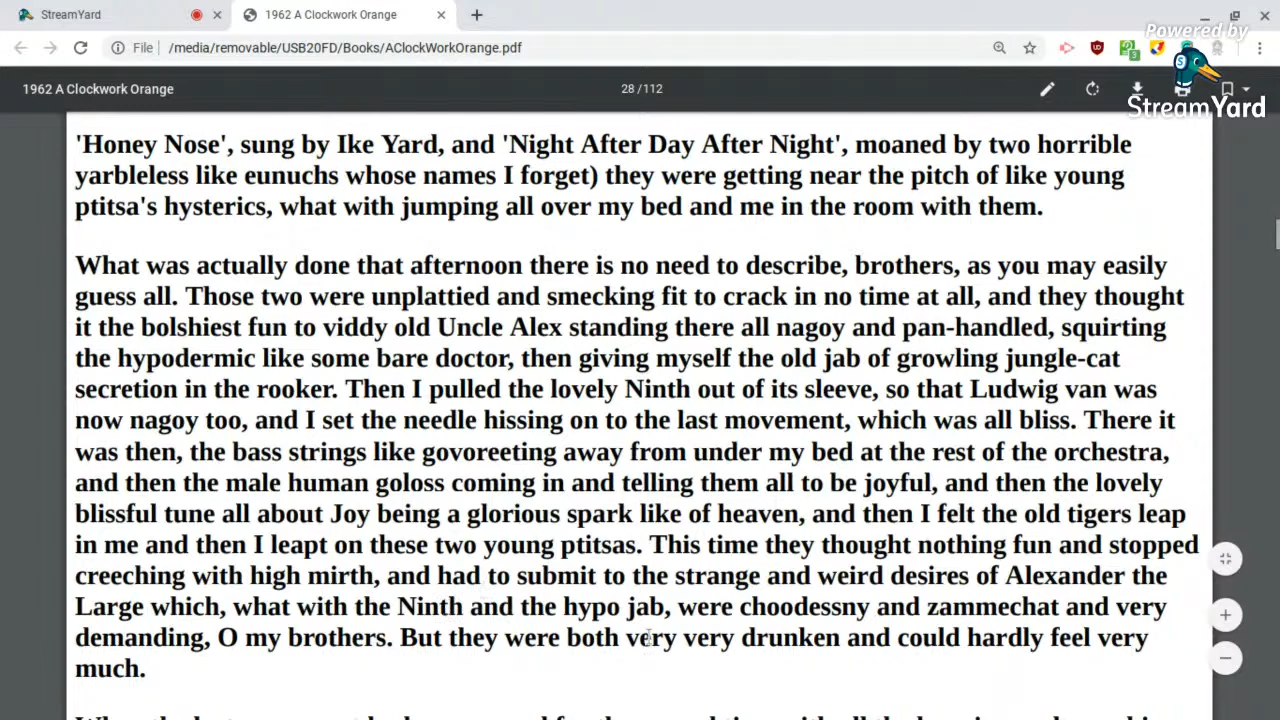 StreamYard
1962 A Clockwork Orange
File
/media/removable/USB20FD/Books/AClockWorkOrange.pdf
Powered by
StreamYard
1962 A Clockwork Orange
28 / 112
'Honey Nose', sung by Ike Yard, and 'Night After Day After Night', moaned by two horrible
yarbleless like eunuchs whose names I forget) they were getting near the pitch of like young
ptitsa's hysterics, what with jumping all over my bed and me in the room with them.
What was actually done that afternoon there is no need to describe, brothers, as you may easily
guess all. Those two were unplattied and smecking fit to crack in no time at all, and they thought
it the bolshiest fun to viddy old Uncle Alex standing there all nagoy and pan-handled, squirting
the hypodermic like some bare doctor, then giving myself the old jab of growling jungle-cat
secretion in the rooker. Then I pulled the lovely Ninth out of its sleeve, so that Ludwig van was
now nagoy too, and I set the needle hissing on to the last movement, which was all bliss. There it
was then, the bass strings like govoreeting away from under my bed at the rest of the orchestra,
and then the male human goloss coming in and telling them all to be joyful, and then the lovely
blissful tune all about Joy being a glorious spark like of heaven, and then I felt the old tigers leap
in me and then I leapt on these two young ptitsas. This time they thought nothing fun and stopped
creeching with high mirth, and had to submit to the strange and weird desires of Alexander the
Large which, what with the Ninth and the hypo jab, were choodessny and zammechat and very
demanding, O my brothers. But they were both very very drunken and could hardly feel very
much.